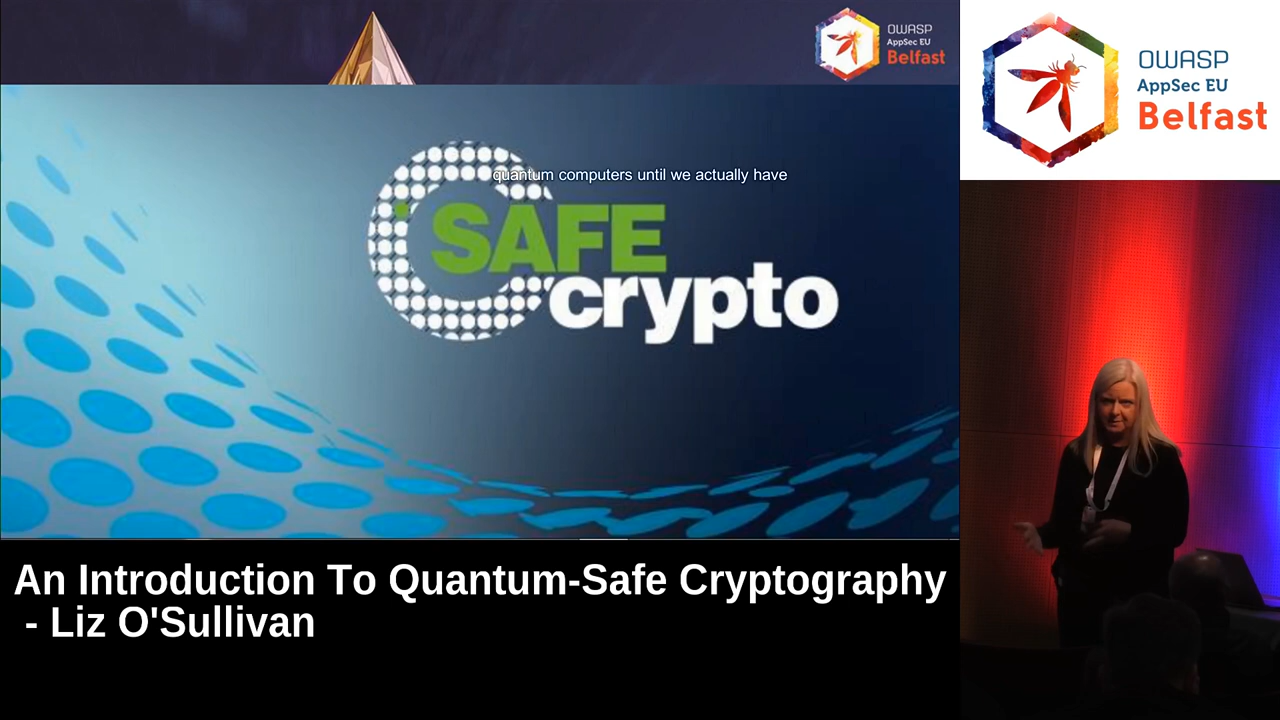 OWASP
AppSec EU
Belfast
OWASP
AppSec EU
Belfast
quantum computers until we actually have
SAFE
crypto
An Introduction To Quantum-Safe Cryptography
- Liz O'Sullivan